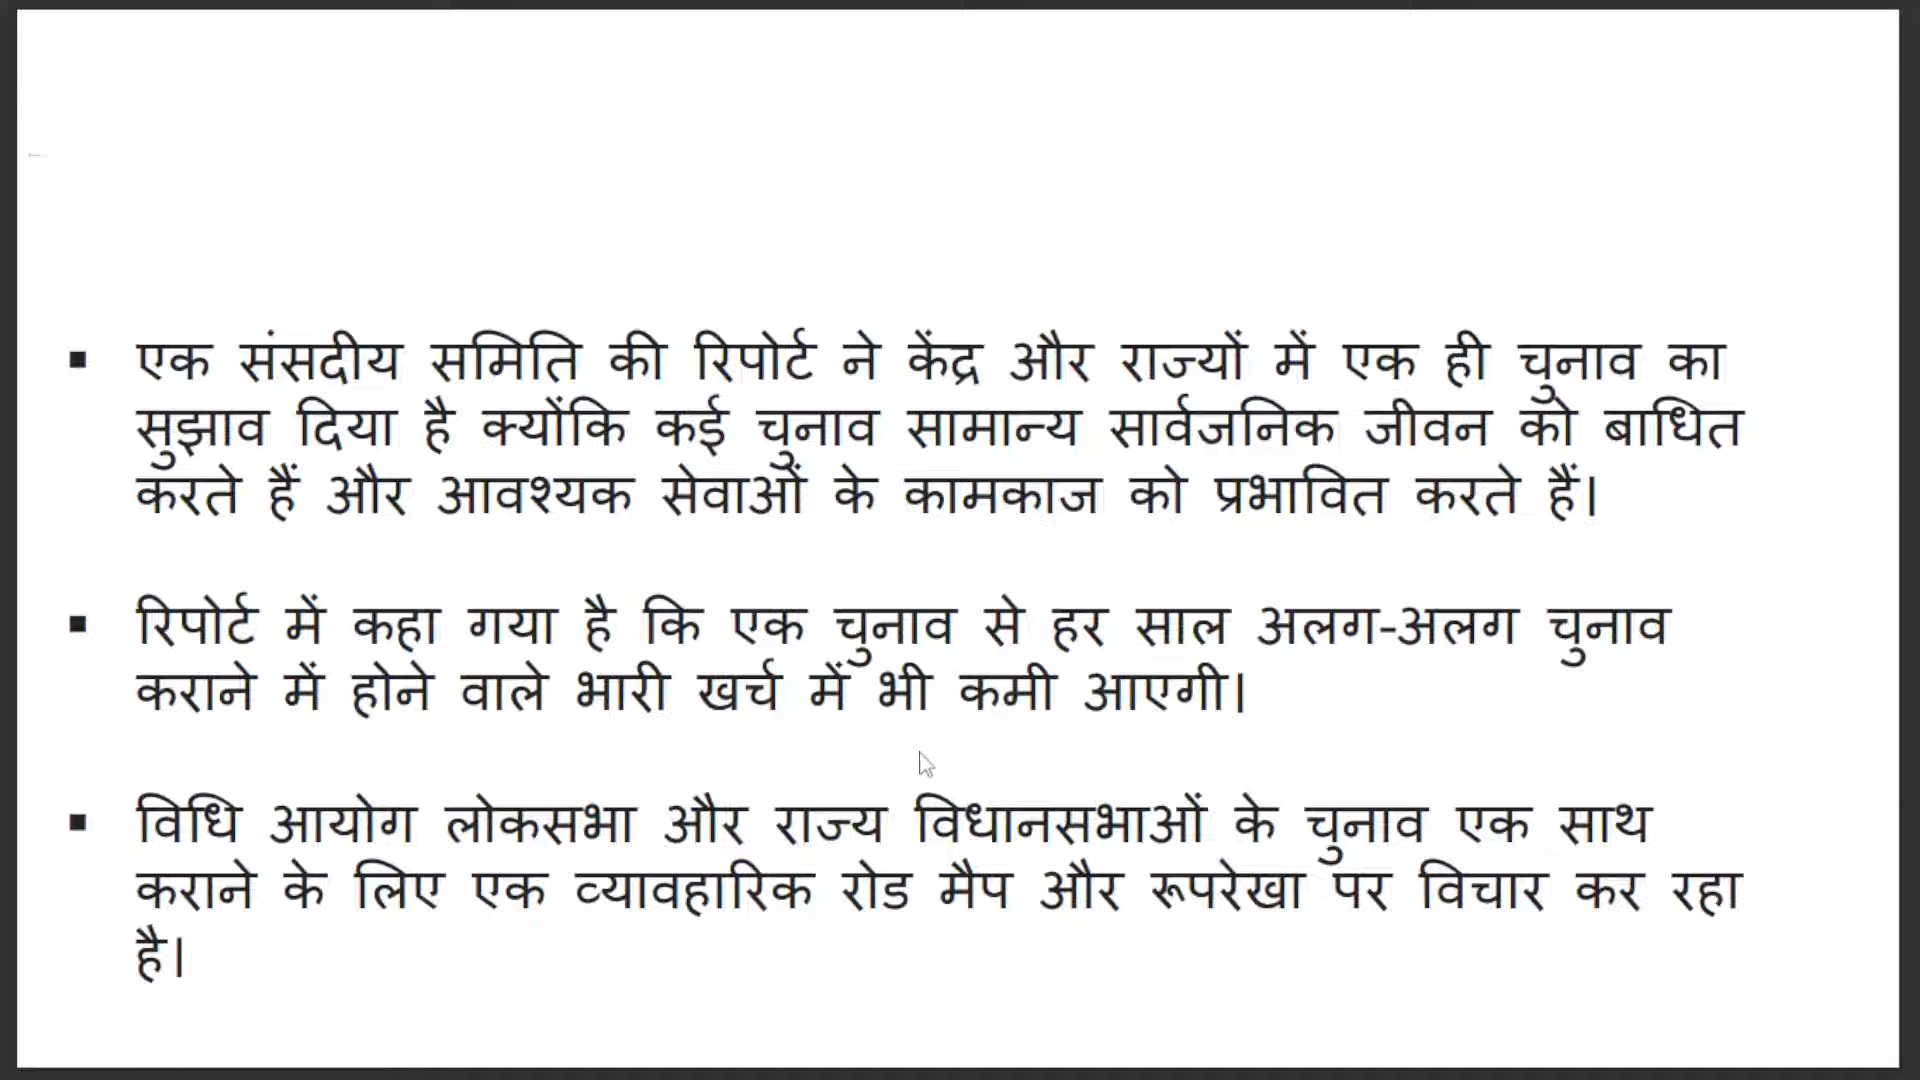 ▪ एक संसदीय समिति की रिपोर्ट ने केंद्र और राज्यों में एक ही चुनाव का
सुझाव दिया है क्योंकि कई चुनाव सामान्य सार्वजनिक जीवन को बाधित
करते हैं और आवश्यक सेवाओं के कामकाज को प्रभावित करते हैं।
▪ रिपोर्ट में कहा गया है कि एक चुनाव से हर साल अलग-अलग चुनाव
कराने में होने वाले भारी खर्च में भी कमी आएगी।
▪ विधि आयोग लोकसभा और राज्य विधानसभाओं के चुनाव एक साथ
कराने के लिए एक व्यावहारिक रोड मैप और रूपरेखा पर विचार कर रहा
है।